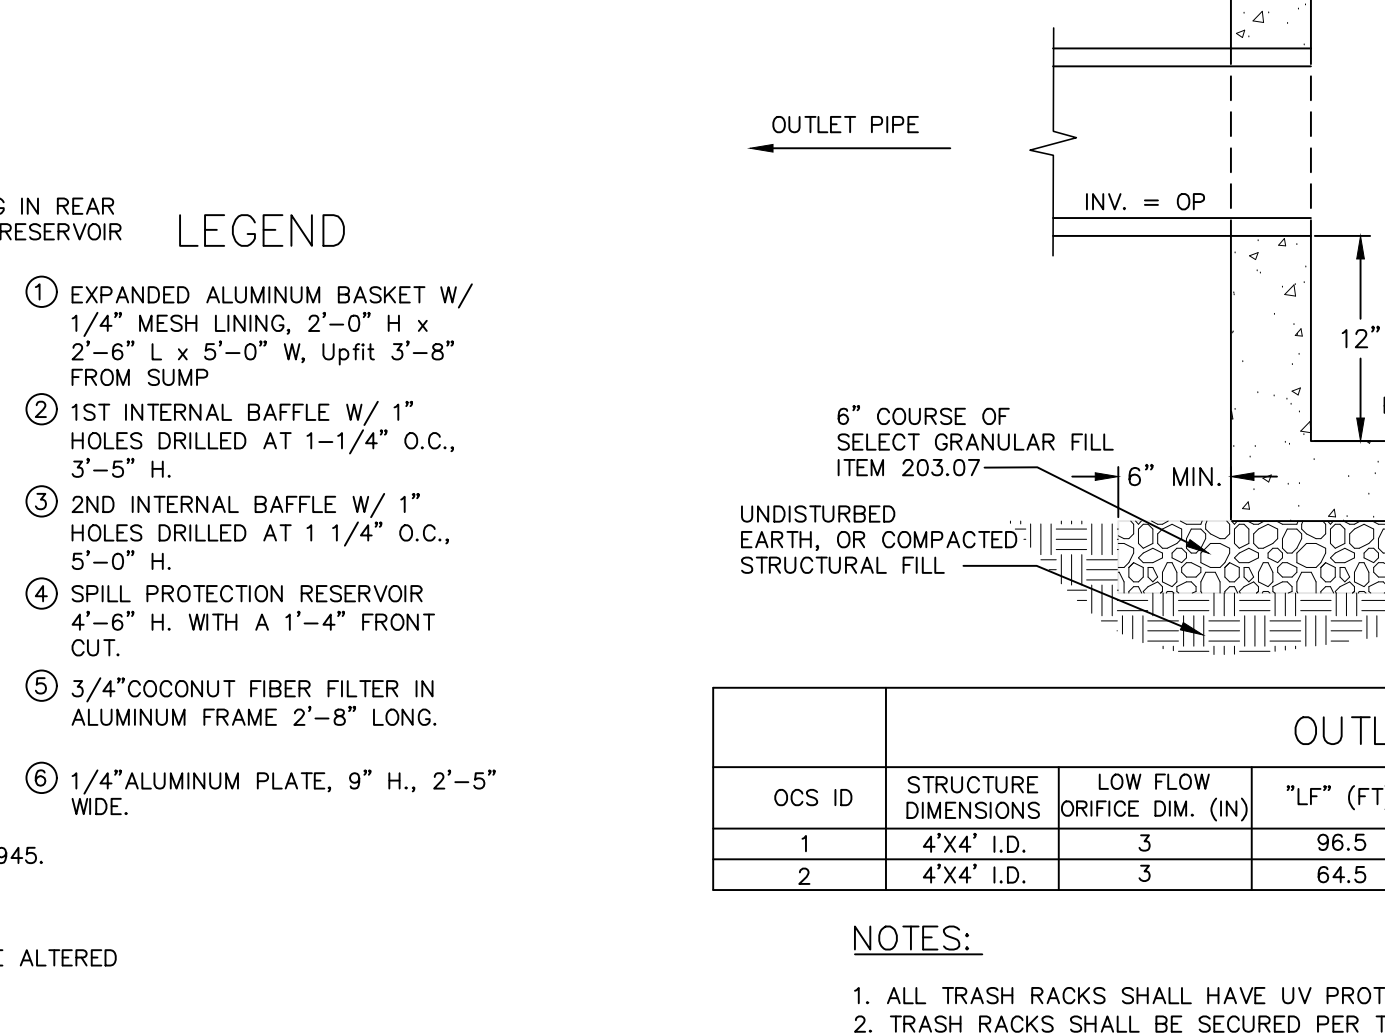 G IN REAR
RESERVOIR
LEGEND
1 EXPANDED ALUMINUM BASKET W/
1/4" MESH LINING, 2'-0" H x
2'-6" L x 5'-0" W, Upfit 3'-8"
FROM SUMP
2 1ST INTERNAL BAFFLE W/ 1"
HOLES DRILLED AT 1-1/4" O.C.,
3'-5" H.
3 2ND INTERNAL BAFFLE W/ 1"
HOLES DRILLED AT 1 1/4" O.C.,
5'-0" H.
4 SPILL PROTECTION RESERVOIR
4'-6" H. WITH A 1'-4" FRONT
CUT.
5 3/4"COCONUT FIBER FILTER IN
ALUMINUM FRAME 2'-8" LONG.
6 1/4"ALUMINUM PLATE, 9" H., 2'-5"
WIDE.
945.
ALTERED
OUTLET PIPE
INV. = OP
12"
6" COURSE OF
SELECT GRANULAR FILL
ITEM 203.07
6" MIN.
UNDISTURBED
EARTH, OR COMPACTED
STRUCTURAL FILL
OUTL
OCS ID
STRUCTURE
DIMENSIONS
LOW FLOW
ORIFICE DIM. (IN)
"LF" (FT)
1 4'X4' I.D. 3 96.5
2 4'X4' I.D. 3 64.5
NOTES:
1. ALL TRASH RACKS SHALL HAVE UV PROT
2. TRASH RACKS SHALL BE SECURED PER T